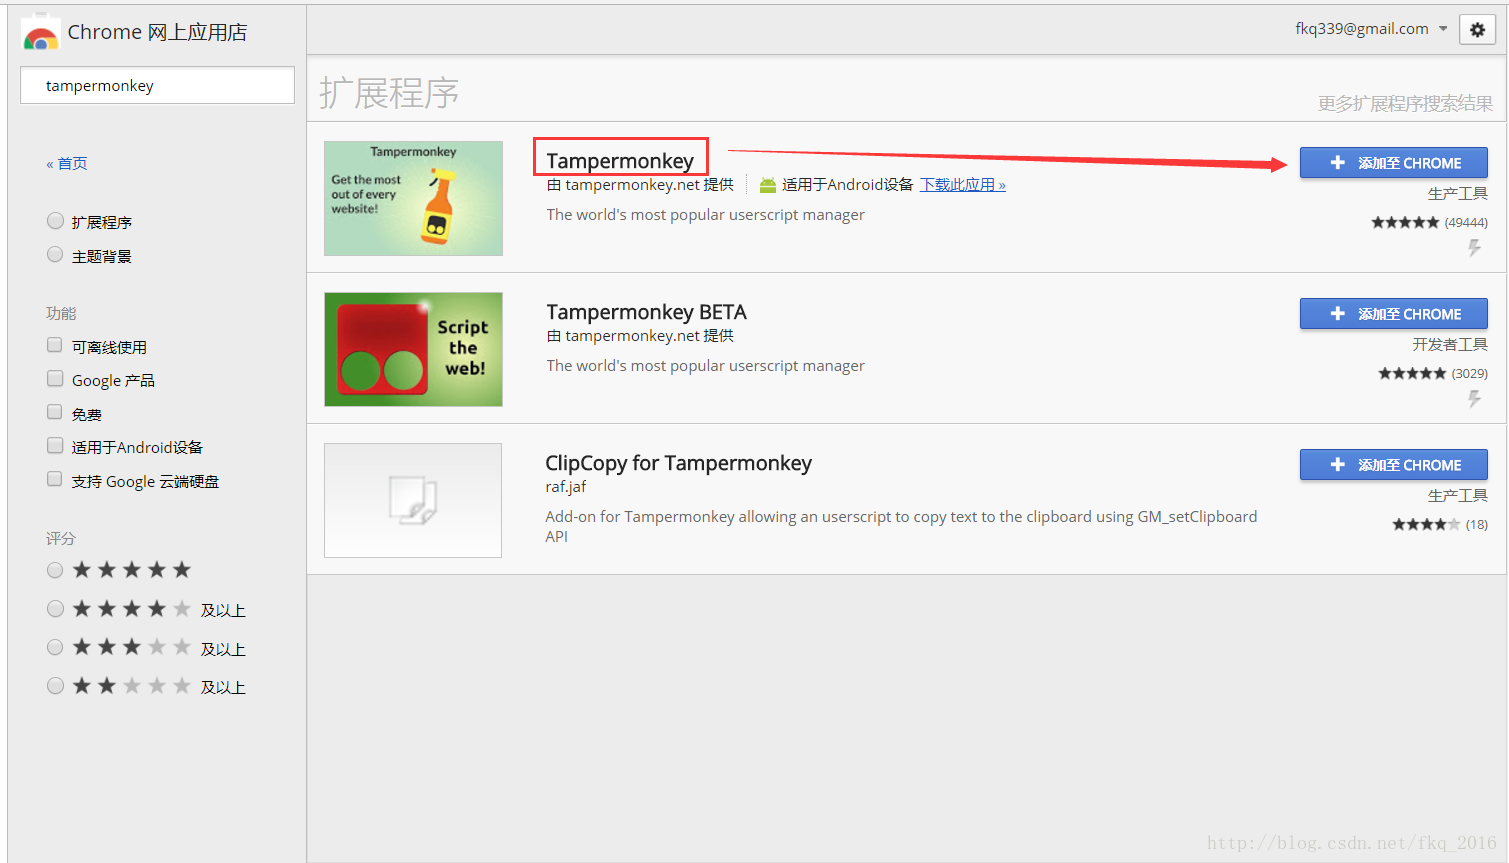 Chrome 网上应用店
fkq339@gmail.com
tampermonkey
« 首页
扩展程序
主题背景
功能
可离线使用
Google 产品
免费
适用于Android设备
支持 Google 云端硬盘
评分
及以上
及以上
及以上
扩展程序
更多扩展程序搜索结果
Tampermonkey
Get the most
out of every
website!
Tampermonkey
由 tampermonkey.net 提供
适用于Android设备 下载此应用 »
The world's most popular userscript manager
添加至 CHROME
生产工具
(49444)
Script
the
web!
Tampermonkey BETA
由 tampermonkey.net 提供
The world's most popular userscript manager
添加至 CHROME
开发者工具
(3029)
ClipCopy for Tampermonkey
raf.jaf
Add-on for Tampermonkey allowing an userscript to copy text to the clipboard using GM_setClipboard
API
添加至 CHROME
生产工具
(18)
http://blog.csdn.net/fkq_2016